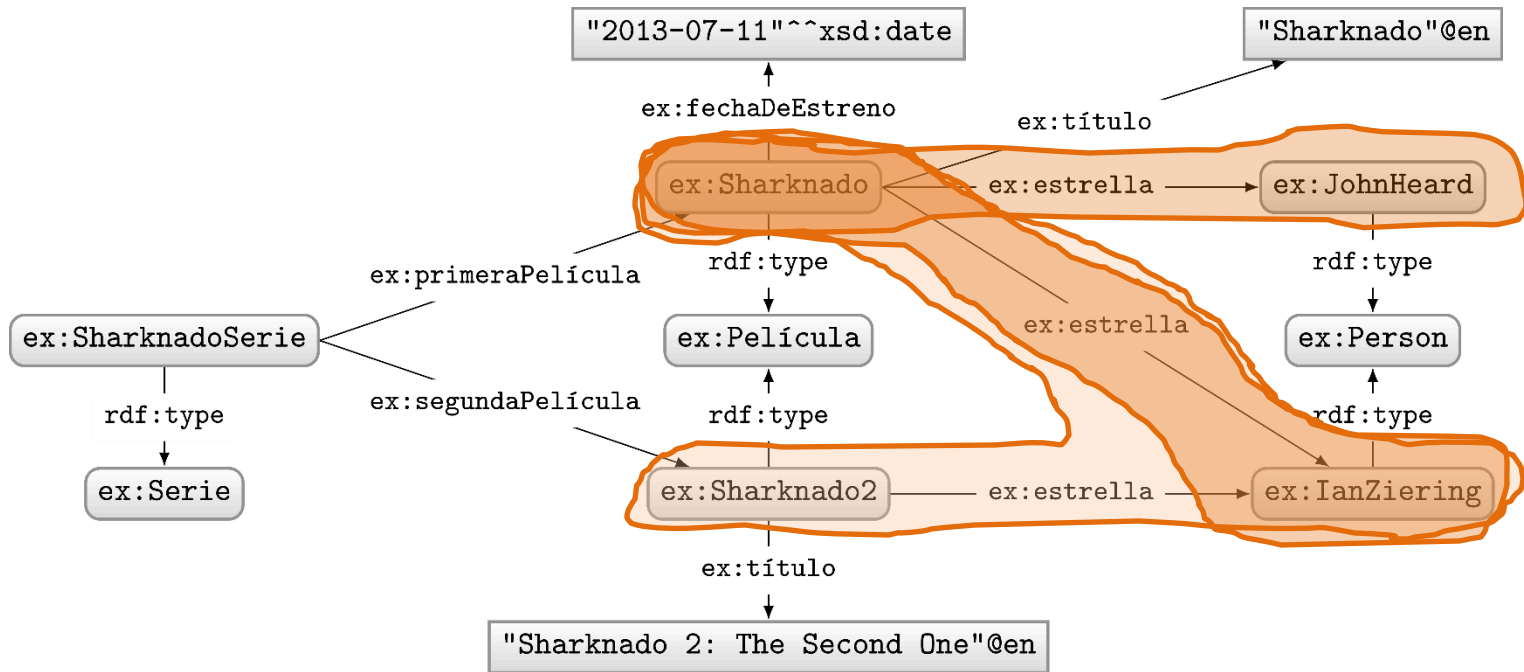 "2013-07-11"^^xsd:date
"Sharknado"@en
ex:fechaDeEstreno
ex:título
ex:Sharknado
ex:estrella
ex:JohnHeard
ex:primeraPelícula
rdf:type
rdf:type
ex:SharknadoSerie
ex:Película
ex:estrella
ex:Person
rdf:type
ex:segundaPelícula
rdf:type
rdf:type
ex:Serie
ex:Sharknado2
ex:estrella
ex:IanZiering
ex:título
"Sharknado 2: The Second One"@en